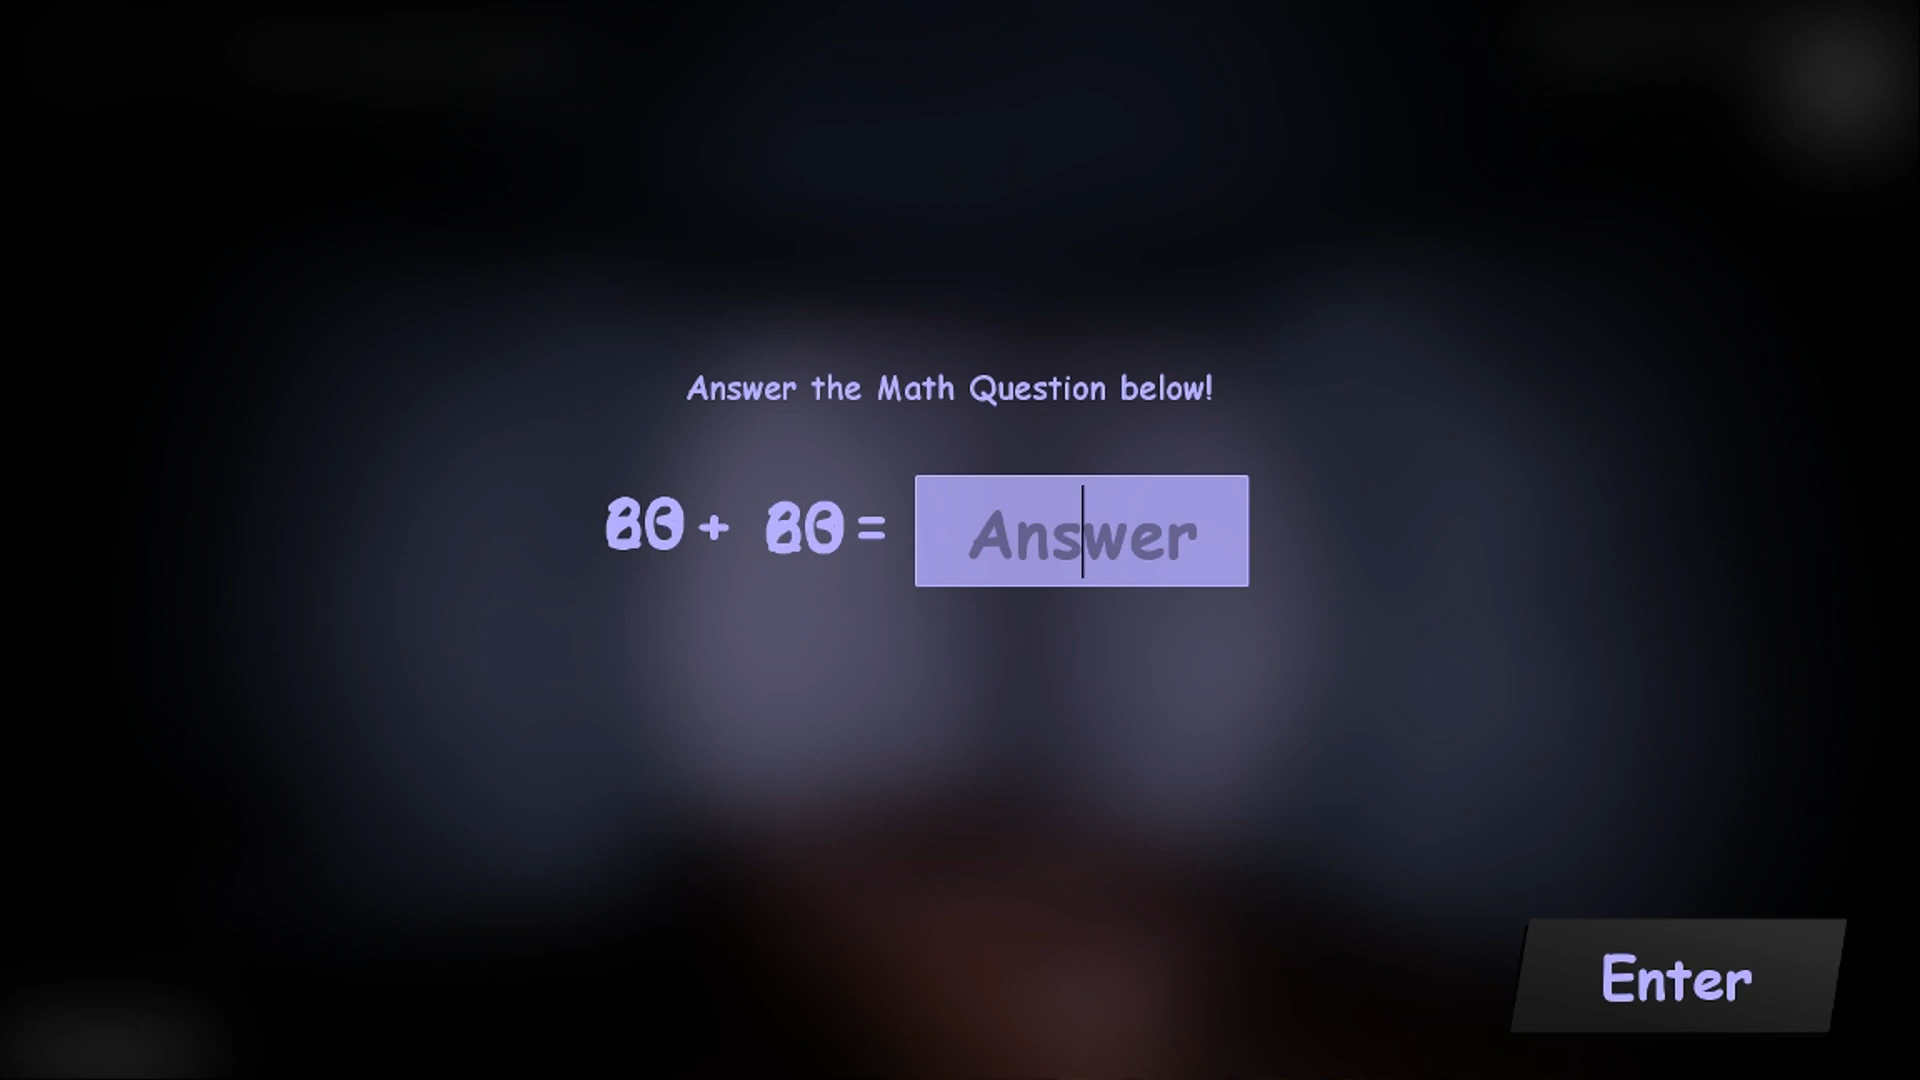 Answer the Math Question below!
+ =
Answer
Enter